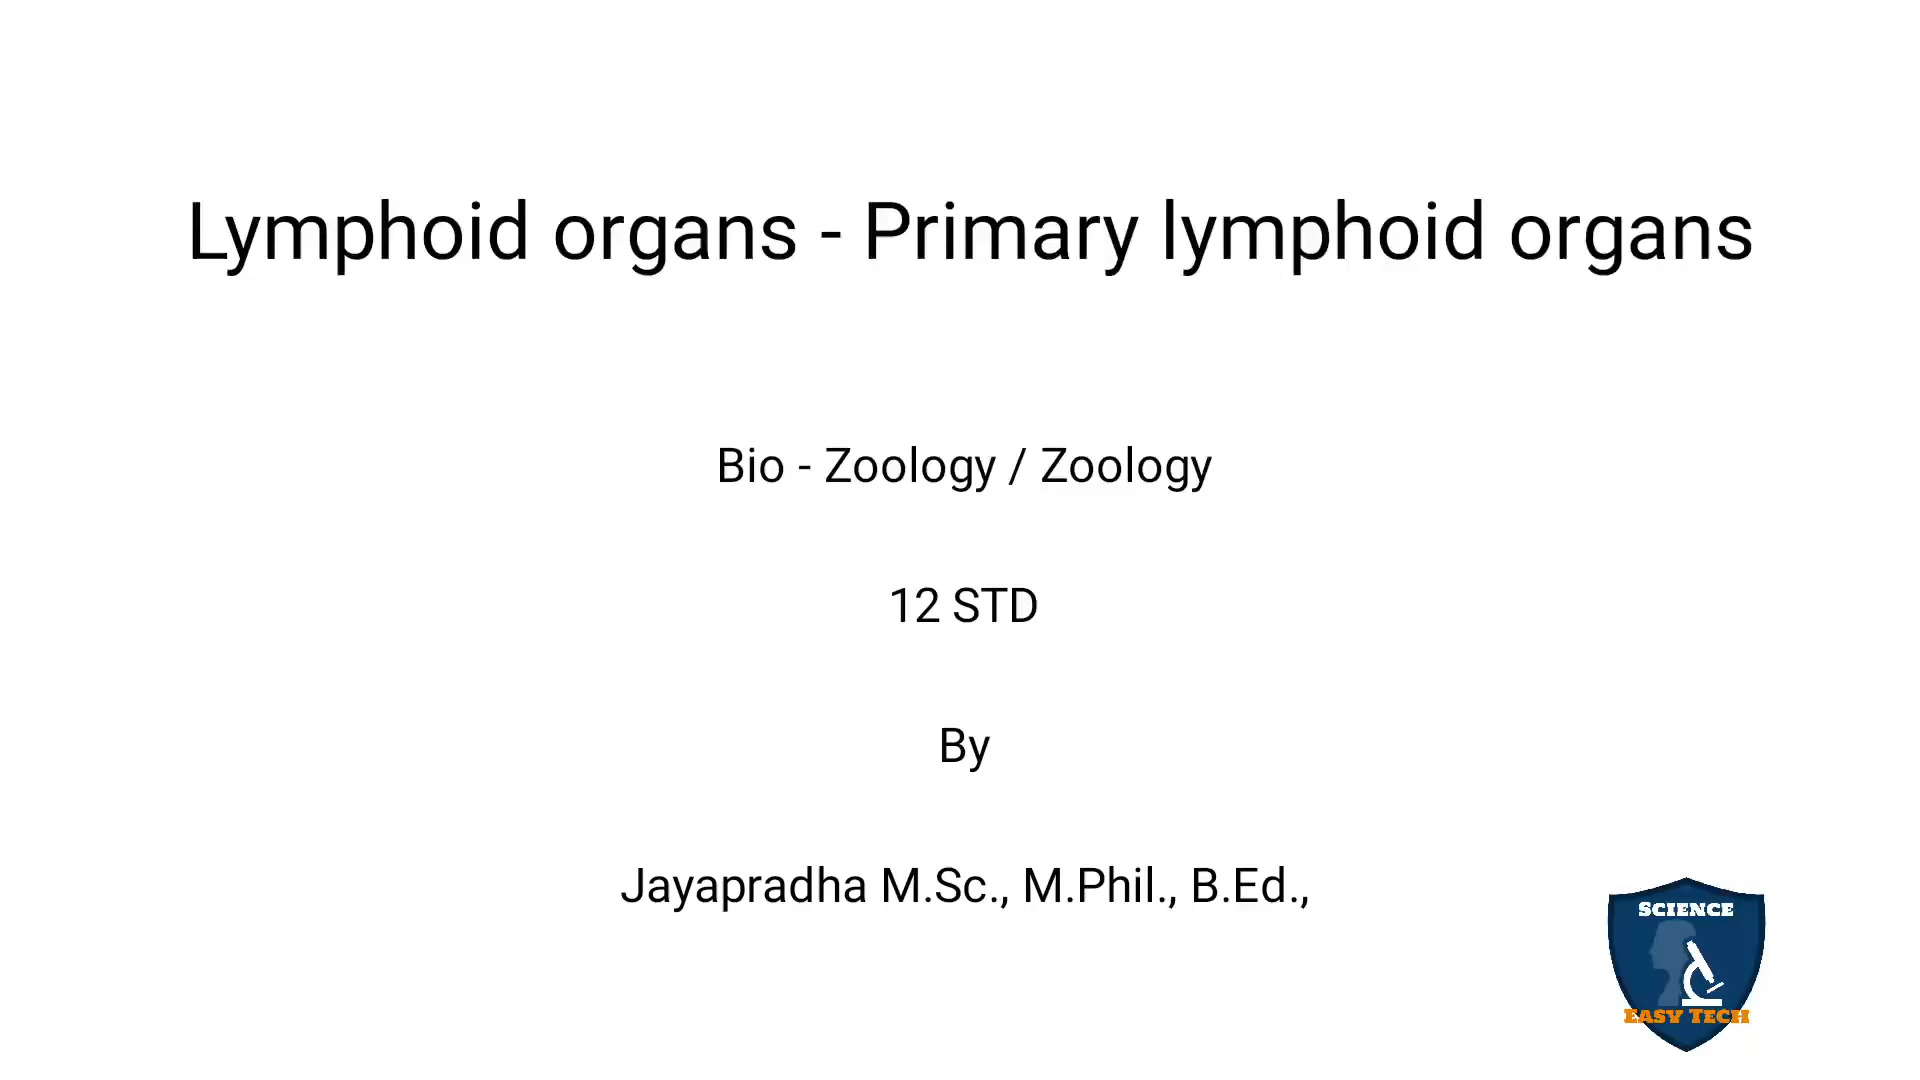 Lymphoid organs - Primary lymphoid organs
Bio - Zoology / Zoology
12 STD
By
Jayapradha M.Sc., M.Phil., B.Ed.,
SCIENCE
EASY TECH